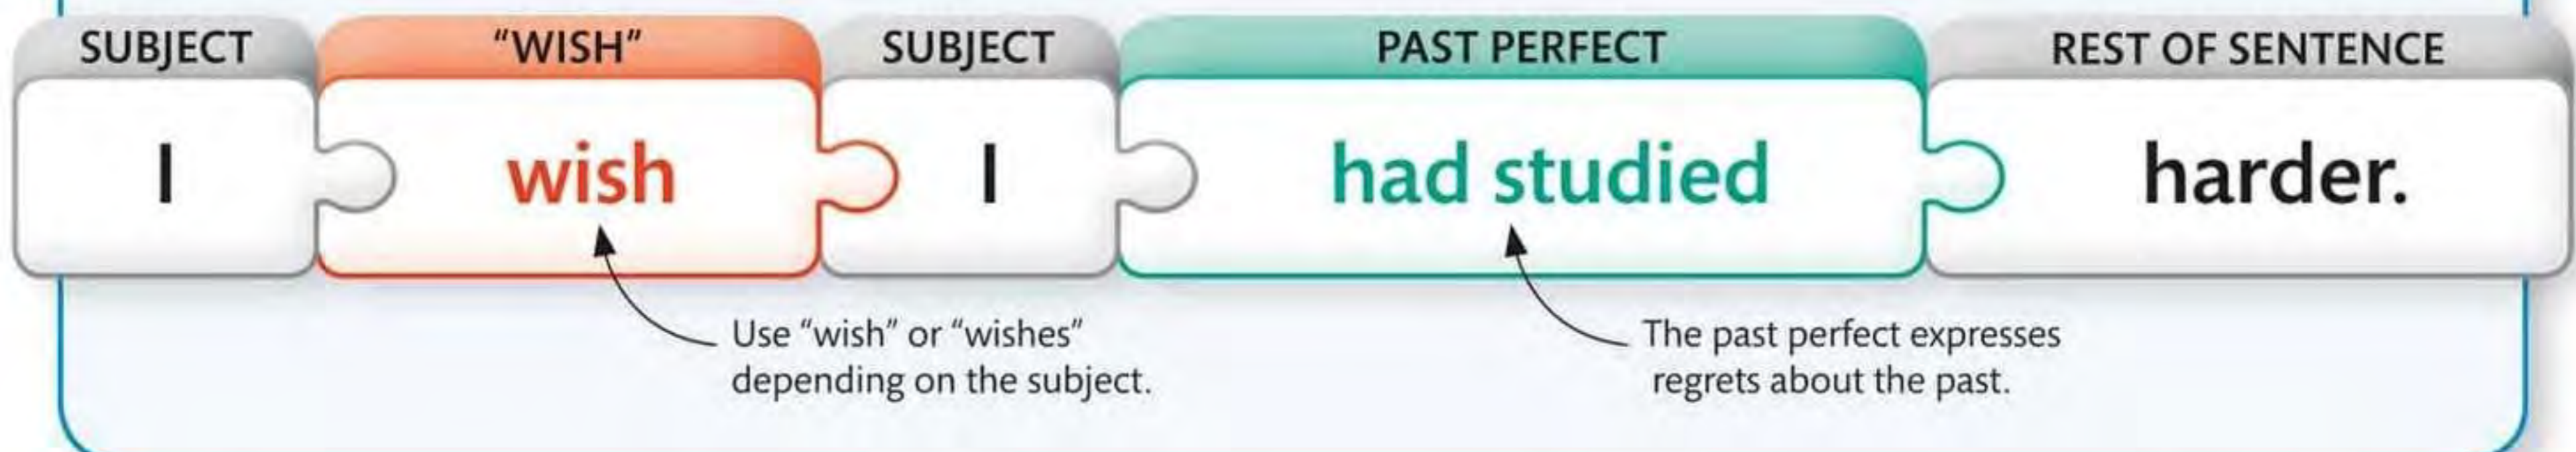 SUBJECT “WISH” SUBJECT PAST PERFECT REST OF SENTENCE
I wish I had studied harder.
Use “wish” or “wishes”
depending on the subject.
The past perfect expresses
regrets about the past.